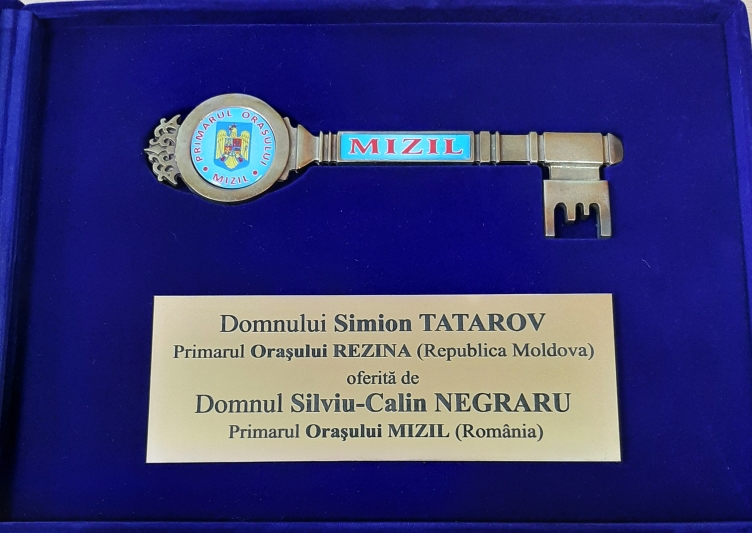 PRIMARUL ORAŞULUI
MIZIL
MIZIL
Domnului Simion TATAROV
Primarul Oraşului REZINA (Republica Moldova)
oferită de
Domnul Silviu-Calin NEGRARU
Primarul Oraşului MIZIL (România)